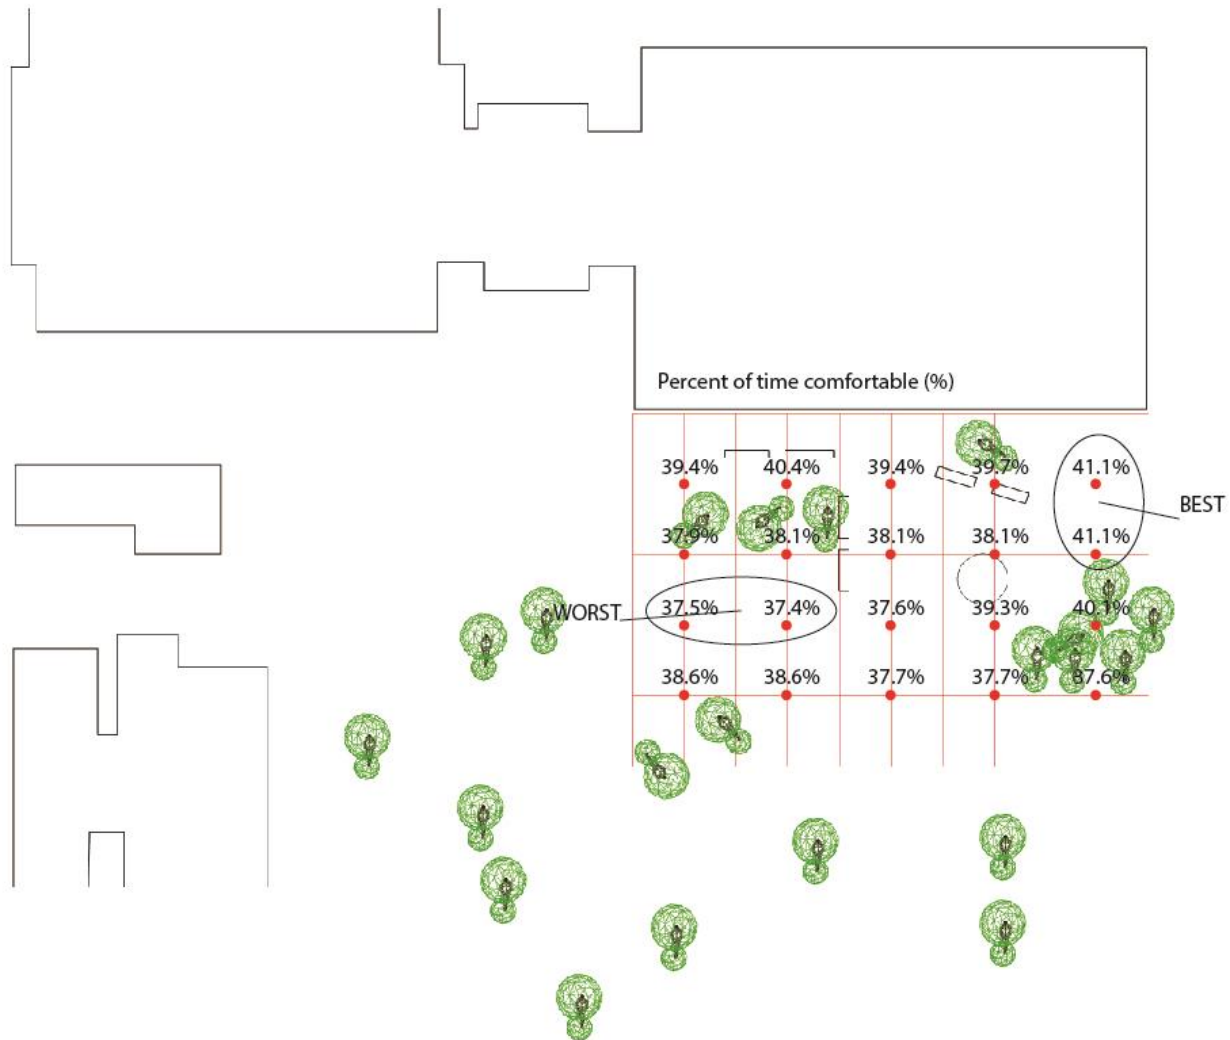 Percent of time comfortable (%)
39.4% 40.4% 39.4% 39.7% 41.1%
BEST
37.9% 38.1% 38.1% 38.1% 41.1%
WORST
37.5% 37.4% 37.6% 39.3% 40.1%
38.6% 38.6% 37.7% 37.7% 37.6%